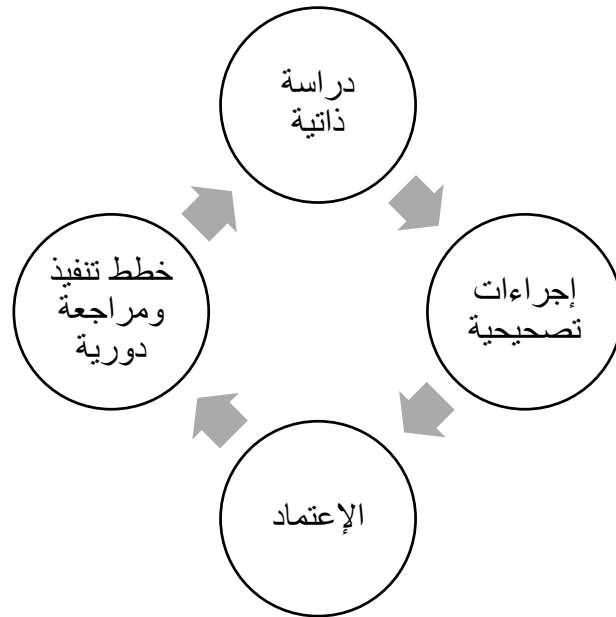 دراسة
ذاتية
إجراءات
تصحيحية
الإعتماد
خطط تنفيذ
ومراجعة
دورية